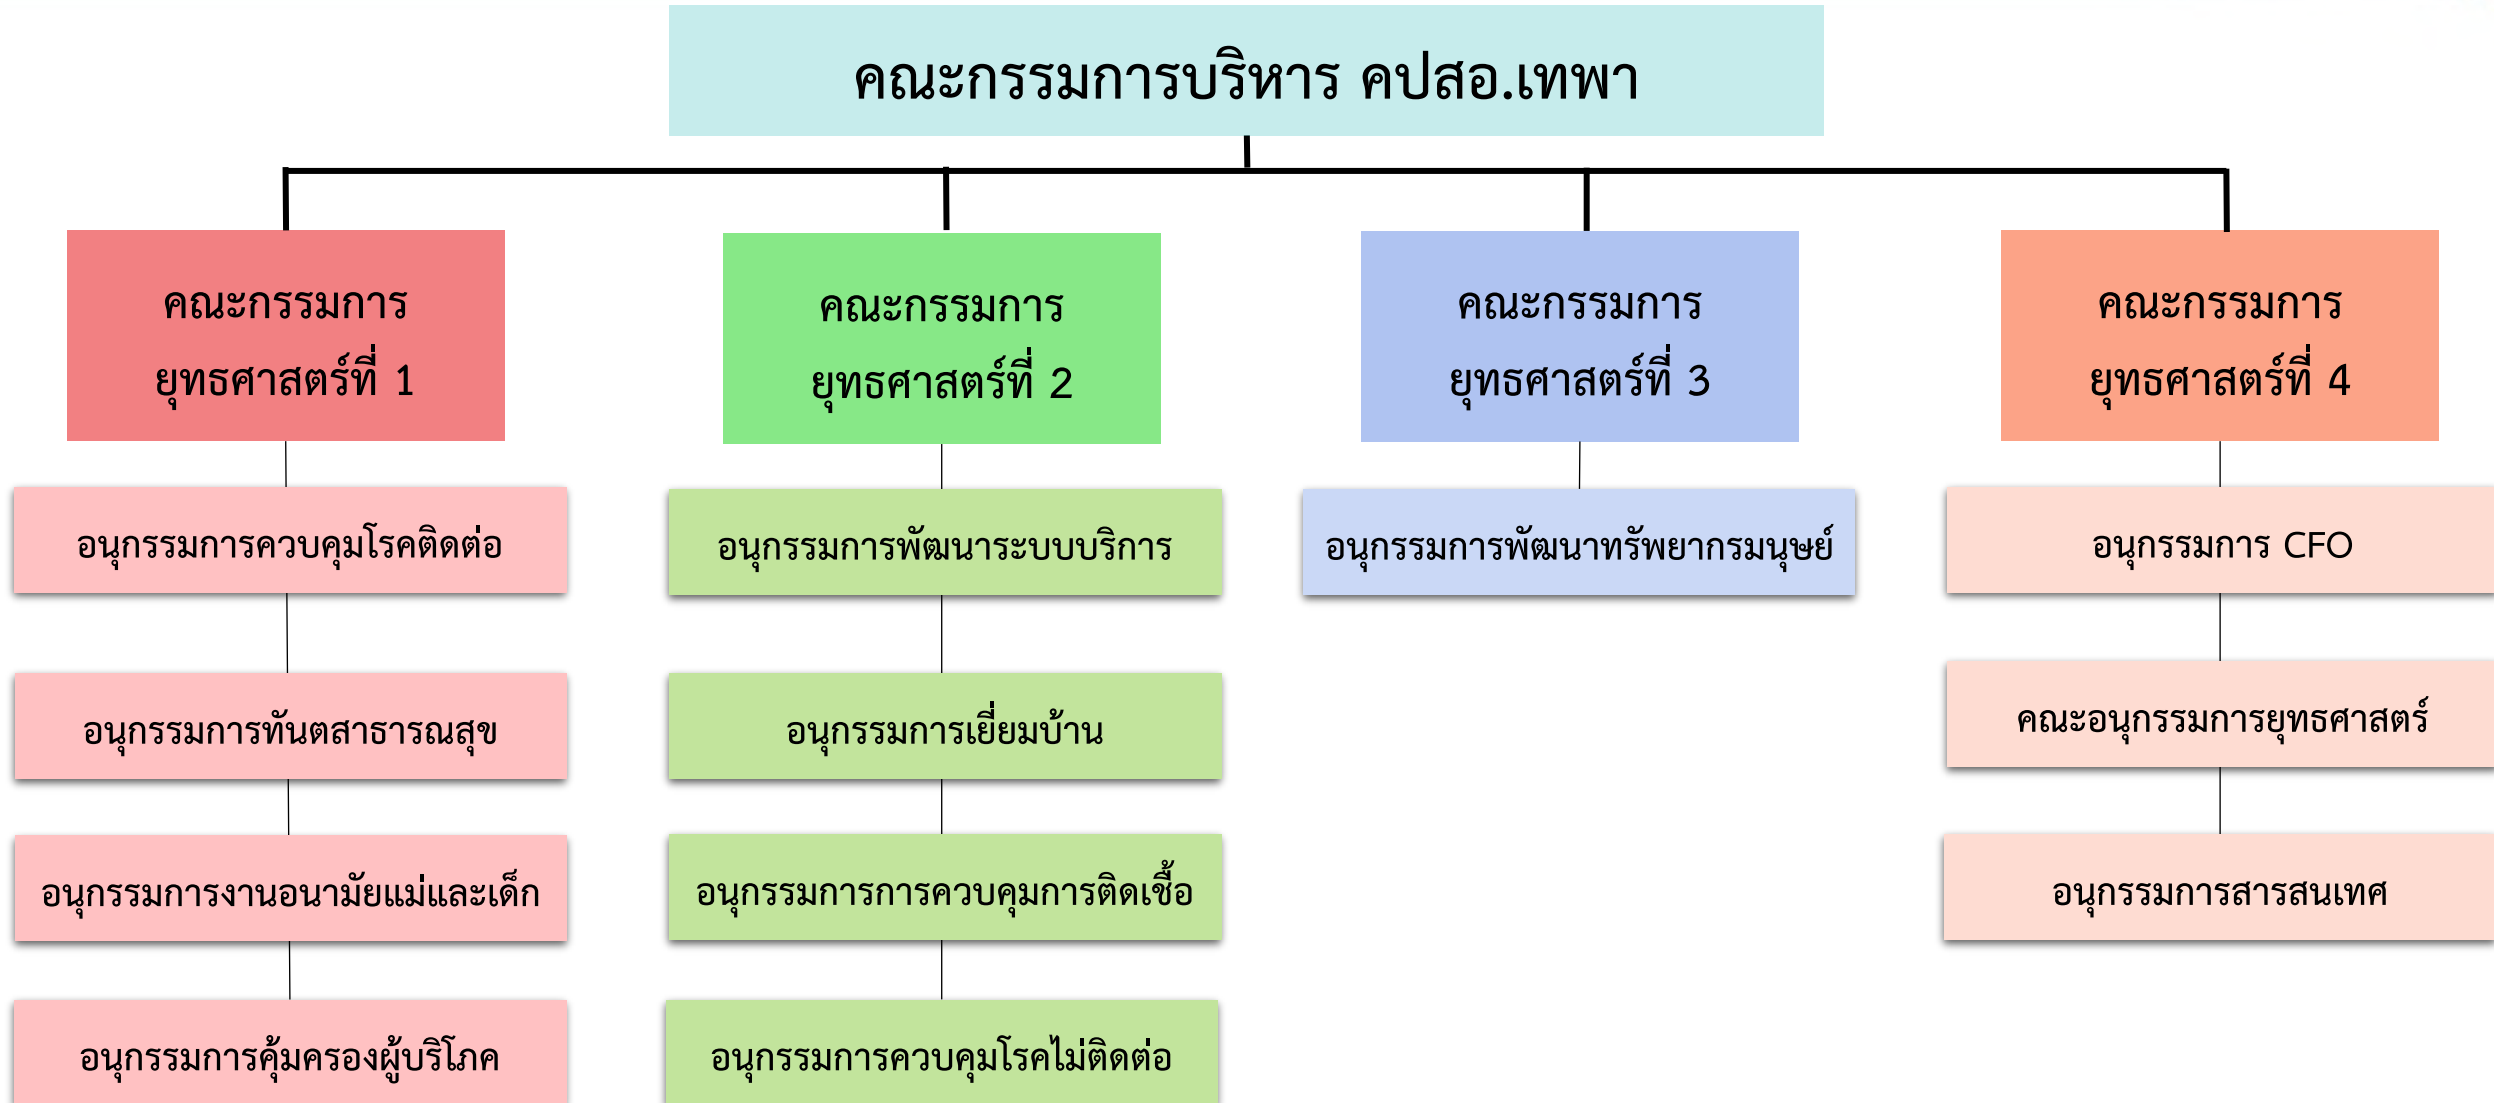 คณะกรรมการบริหาร คปสอ.เทพา
คณะกรรมการ
ยุทธศาสตร์ที่ 1
คณะกรรมการ
ยุทธศาสตร์ที่ 2
คณะกรรมการ
ยุทธศาสตร์ที่ 3
คณะกรรมการ
ยุทธศาสตร์ที่ 4
อนุกรรมการควบคุมโรคติดต่อ
อนุกรรมการพัฒนาระบบบริการ
อนุกรรมการพัฒนาทรัพยากรมนุษย์
อนุกรรมการ CFO
อนุกรรมการทันตสาธารณสุข
อนุกรรมการเยี่ยมบ้าน
คณะอนุกรรมการยุทธศาสตร์
อนุกรรมการงานอนามัยแม่และเด็ก
อนุกรรมการการควบคุมการติดเชื้อ
อนุกรรมการสารสนเทศ
อนุกรรมการคุ้มครองผู้บริโภค
อนุกรรมการควบคุมโรคไม่ติดต่อ